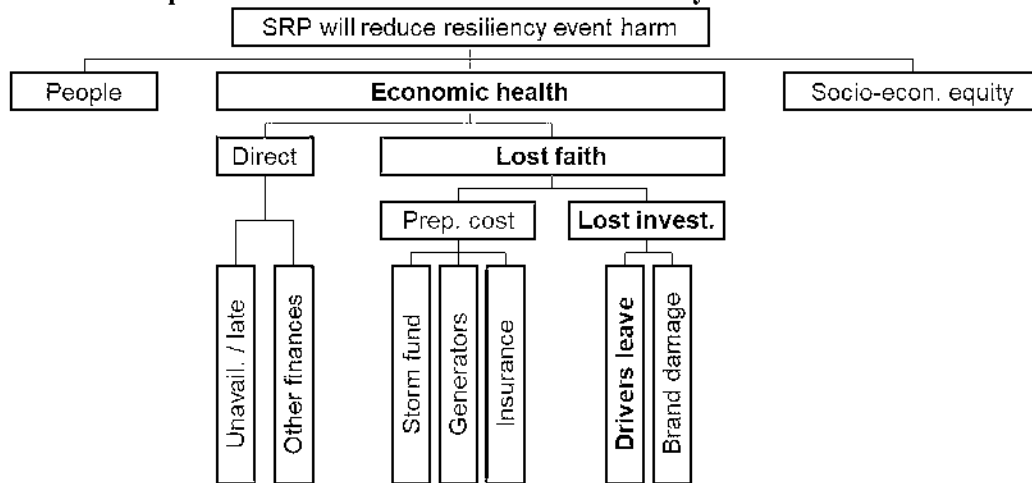 SRP will reduce resiliency event harm
People
Economic health
Socio-econ. equity
Direct
Lost faith
Prep. cost
Lost invest.
Unavail. / late
Other finances
Storm fund
Generators
Insurance
Drivers leave
Brand damage